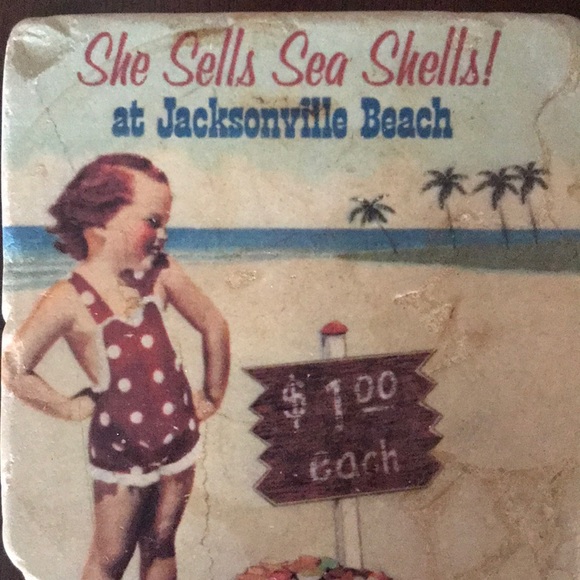 She Sells Sea Shells!
at Jacksonville Beach
$1.00
each